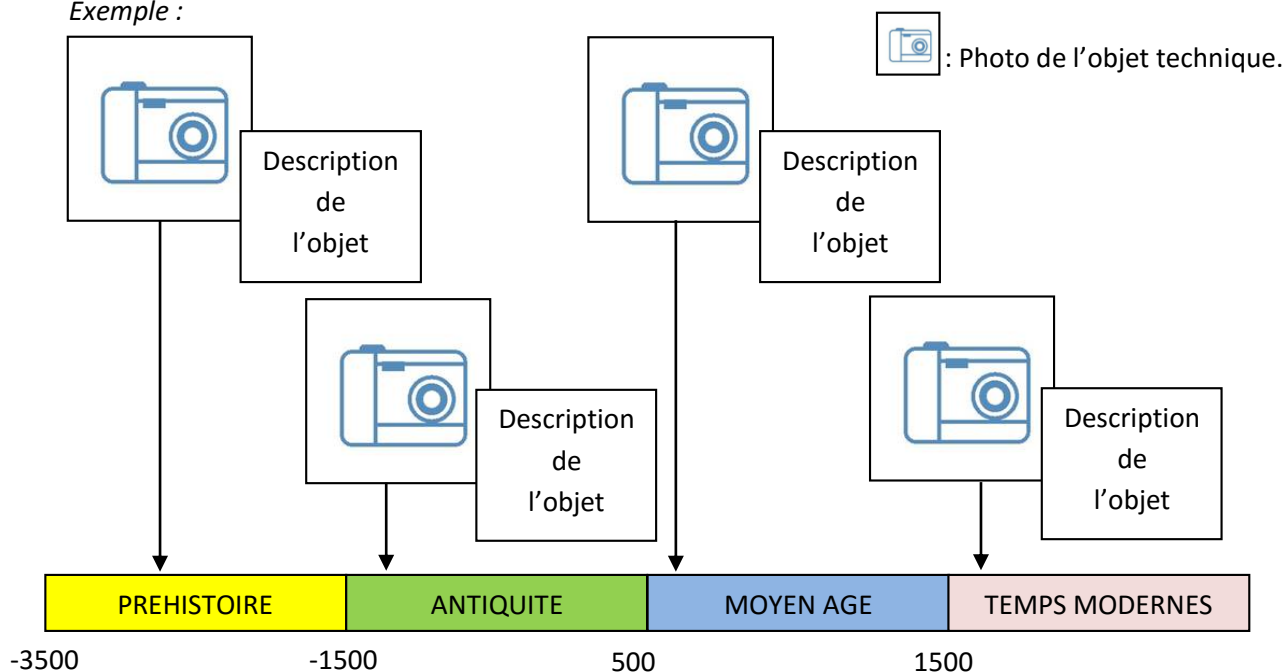 Exemple :
: Photo de l’objet technique.
Description
de
l’objet
Description
de
l’objet
Description
de
l’objet
Description
de
l’objet
PREHISTOIRE
ANTIQUITE
MOYEN AGE
TEMPS MODERNES
-3500
-1500
500
1500